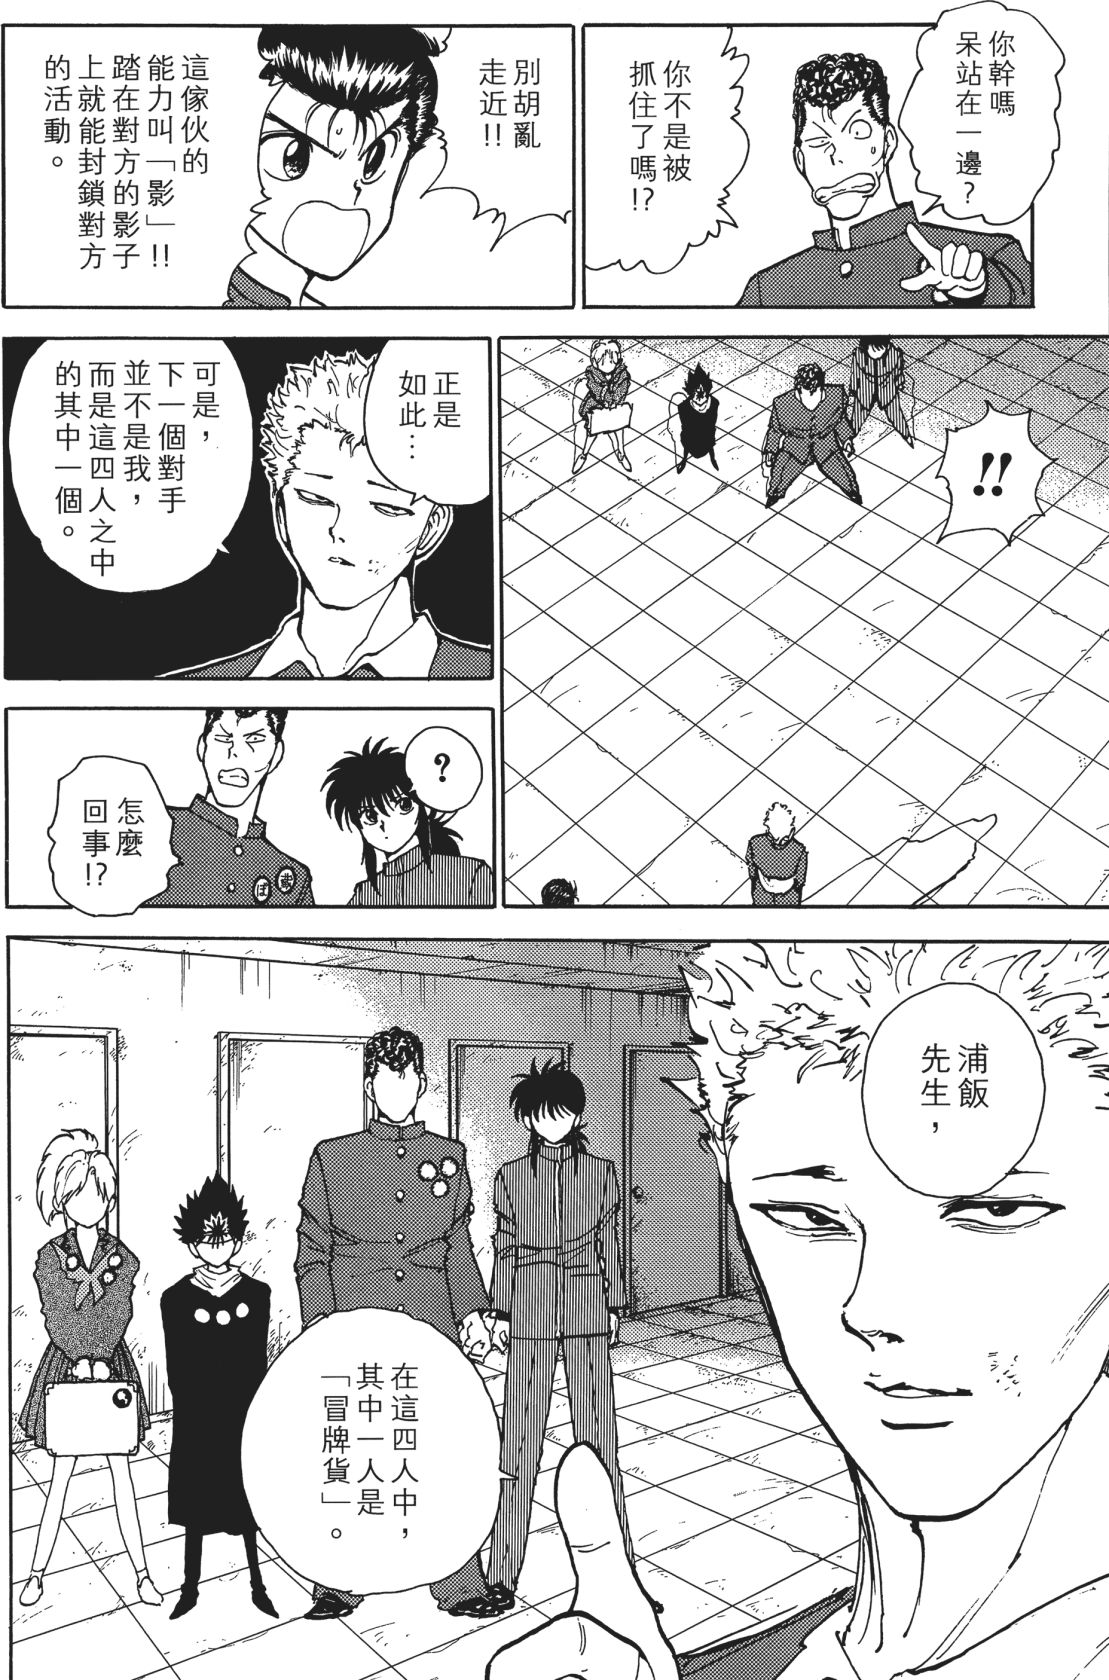 你幹嗎
呆站在一邊?
你不是被
抓住了嗎!?
別胡亂
走近!!
這傢伙的
能力叫「影」!!
踏在對方的影子
上就能封鎖對方
的活動。
!!
正是
如此…
可是,
下一個對手
並不是我,
而是這四人之中
的其中一個。
?
怎麼
回事!?
浦飯
先生,
在這四人中,
其中一人是
「冒牌貨」。